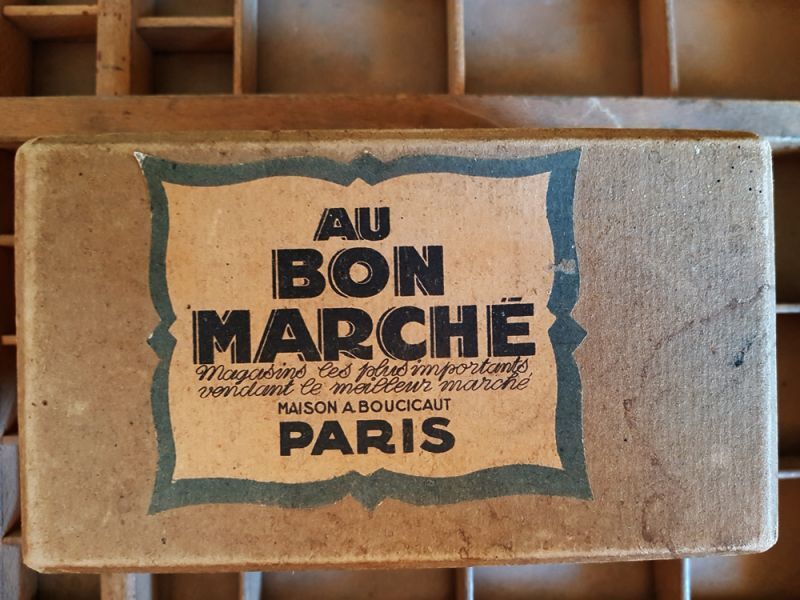 AU
BON
MARCHÉ
Magasins les plus importants
vendant le meilleur marché
MAISON A. BOUCICAUT
PARIS